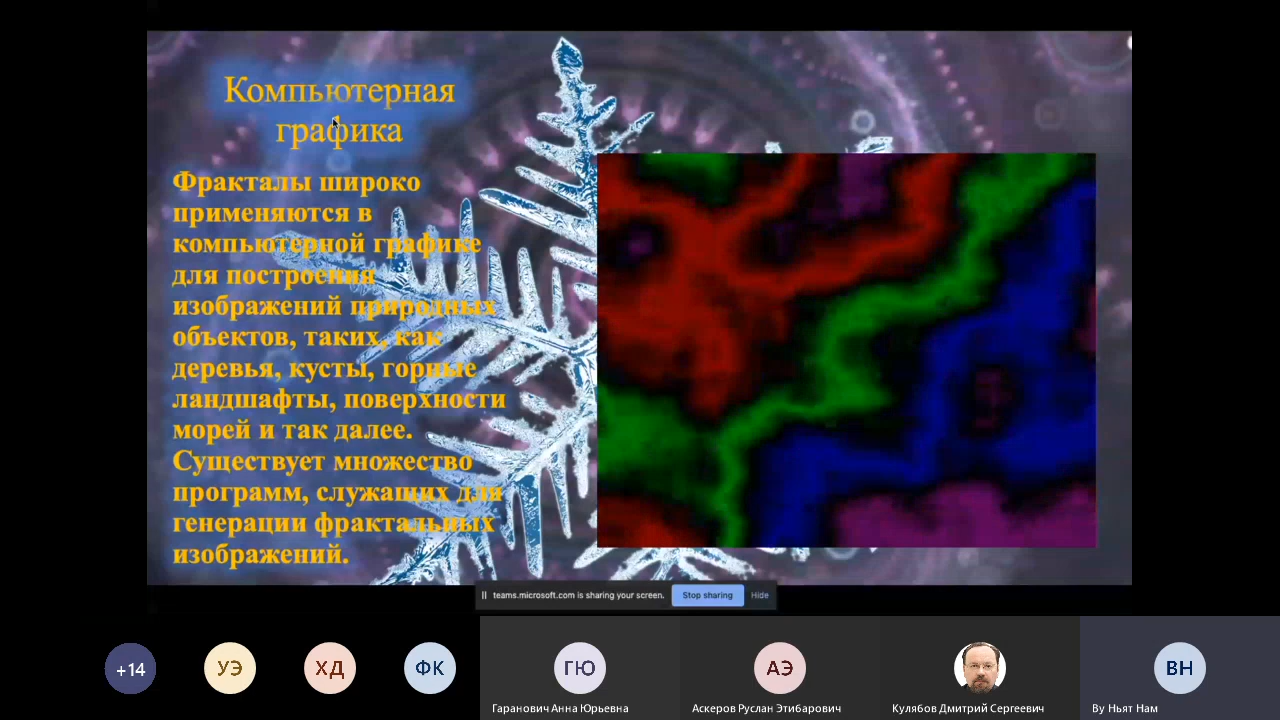 Компьютерная
графика
Фракталы широко
применяются в
компьютерной графике
для построения
изображений природных
объектов, таких, как
деревья, кусты, горные
ландшафты, поверхности
морей и так далее.
Существует множество
программ, служащих для
генерации фрактальных
изображений.
teams.microsoft.com is sharing your screen. Stop sharing Hide
+14 УЭ ХД ФК ГЮ АЭ ВН
Гаранович Анна Юрьевна Аскеров Руслан Этибарович Кулябов Дмитрий Сергеевич Ву Ньят Нам